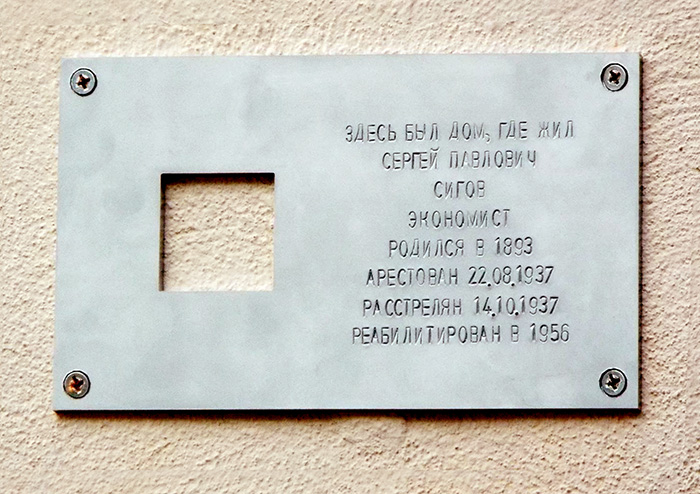 ЗДЕСЬ БЫЛ ДОМ, ГДЕ ЖИЛ
СЕРГЕЙ ПАВЛОВИЧ
СИГОВ
ЭКОНОМИСТ
РОДИЛСЯ В 1893
АРЕСТОВАН 22.08.1937
РАССТРЕЛЯН 14.10.1937
РЕАБИЛИТИРОВАН В 1956